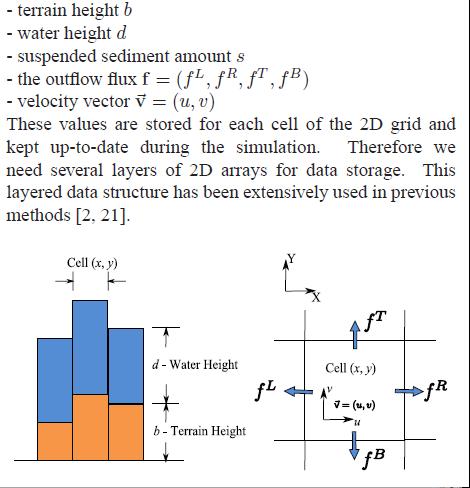 - terrain height b
- water height d
- suspended sediment amount s
- the outflow flux f = (f^L, f^R, f^T, f^B)
- velocity vector v⃗ = (u, v)
These values are stored for each cell of the 2D grid and
kept up-to-date during the simulation. Therefore we
need several layers of 2D arrays for data storage. This
layered data structure has been extensively used in previous
methods [2, 21].
Cell (x, y)
d - Water Height
b - Terrain Height
Y
X
f^T
Cell (x, y)
f^L
f^R
v
v⃗ = (u, v)
u
f^B